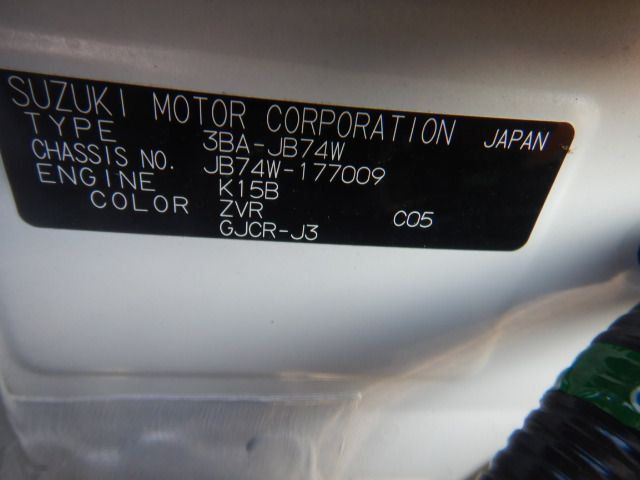 SUZUKI MOTOR CORPORATION JAPAN
TYPE 3BA-JB74W
CHASSIS NO. JB74W-177009
ENGINE K15B
COLOR ZVR C05
GJCR-J3